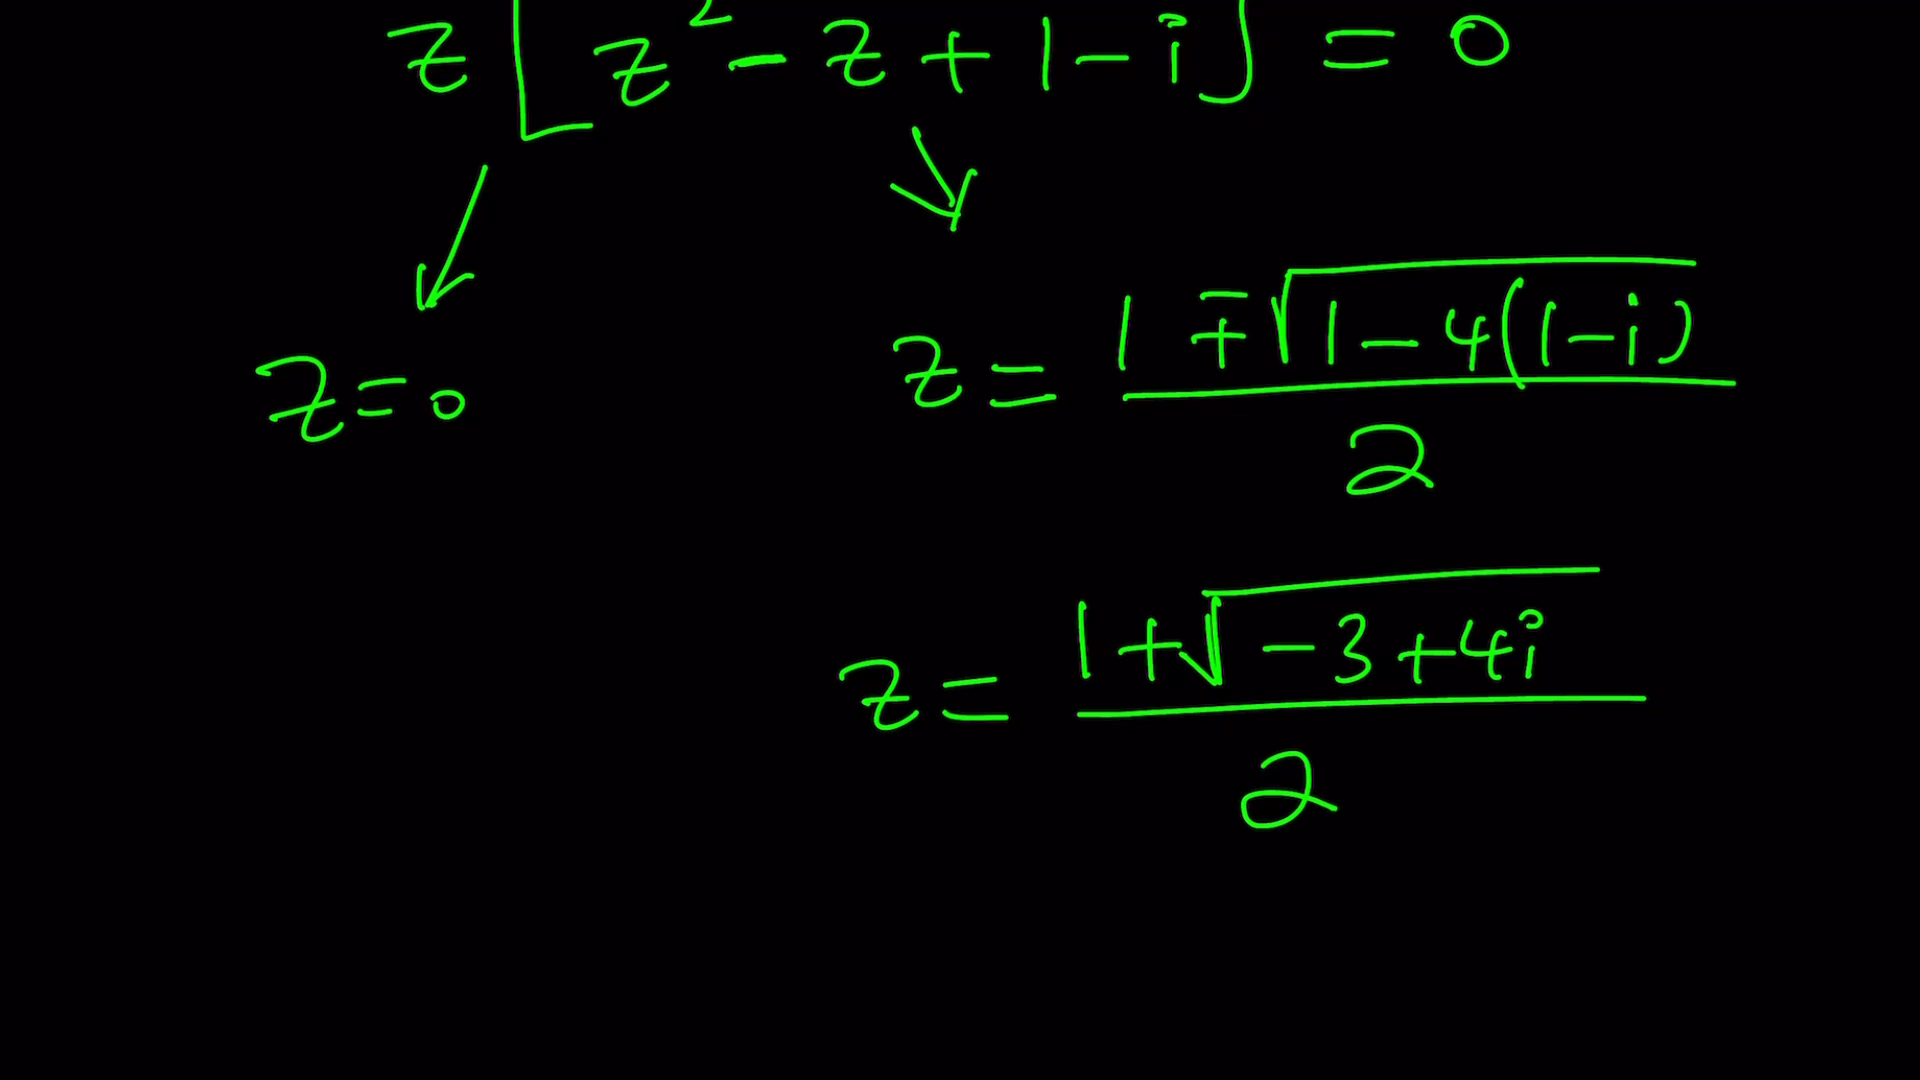 z[z² - z + 1 - i] = 0
z = 0
z = (1 ∓ √(1 - 4(1 - i))) / 2
z = (1 + √(-3 + 4i)) / 2